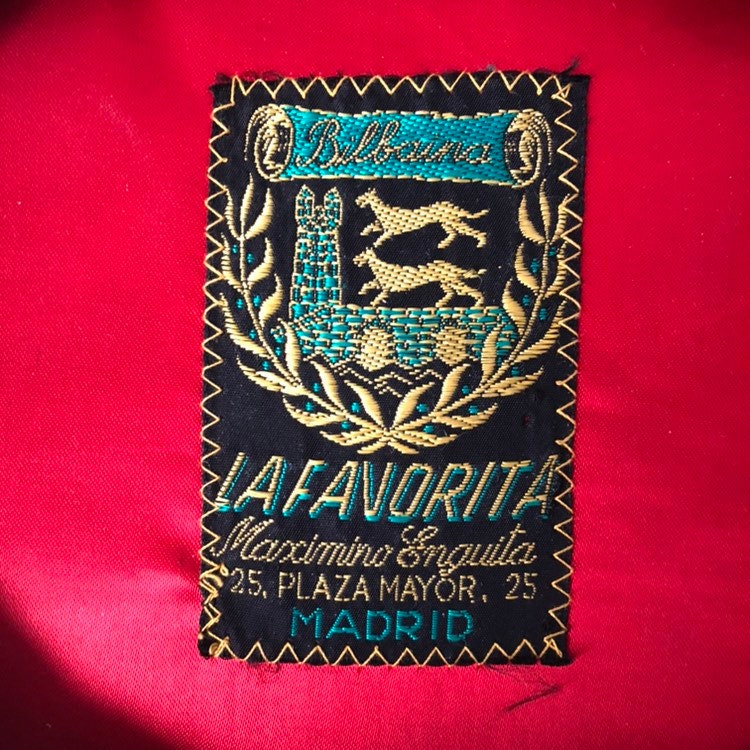 Bilbaina
LA FAVORITA
Maximino Enguita
25, PLAZA MAYOR, 25
MADRID